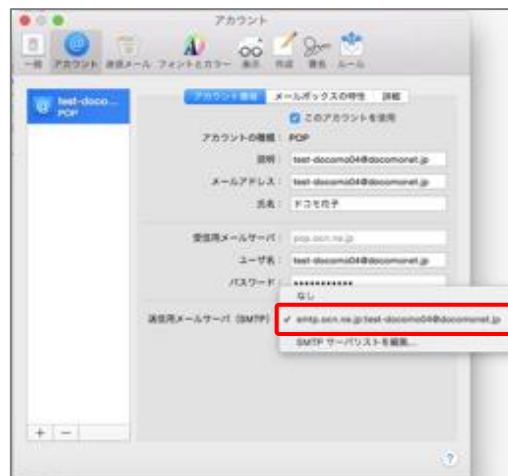 アカウント
一般 アカウント 迷惑メール フォントとカラー 表示 作成 署名 ルール
test-doco...
POP
アカウント情報 メールボックスの特性 詳細
このアカウントを使用
アカウントの種類： POP
説明： test-docomo04@docomonet.jp
メールアドレス： test-docomo04@docomonet.jp
氏名： ドコモ花子
受信用メールサーバ： pop.ocn.ne.jp
ユーザ名： test-docomo04@docomonet.jp
パスワード： •••••••••••
なし
送信用メールサーバ (SMTP) ✓ smtp.ocn.ne.jp:test-docomo04@docomonet.jp
SMTP サーバリストを編集...
+ −
?